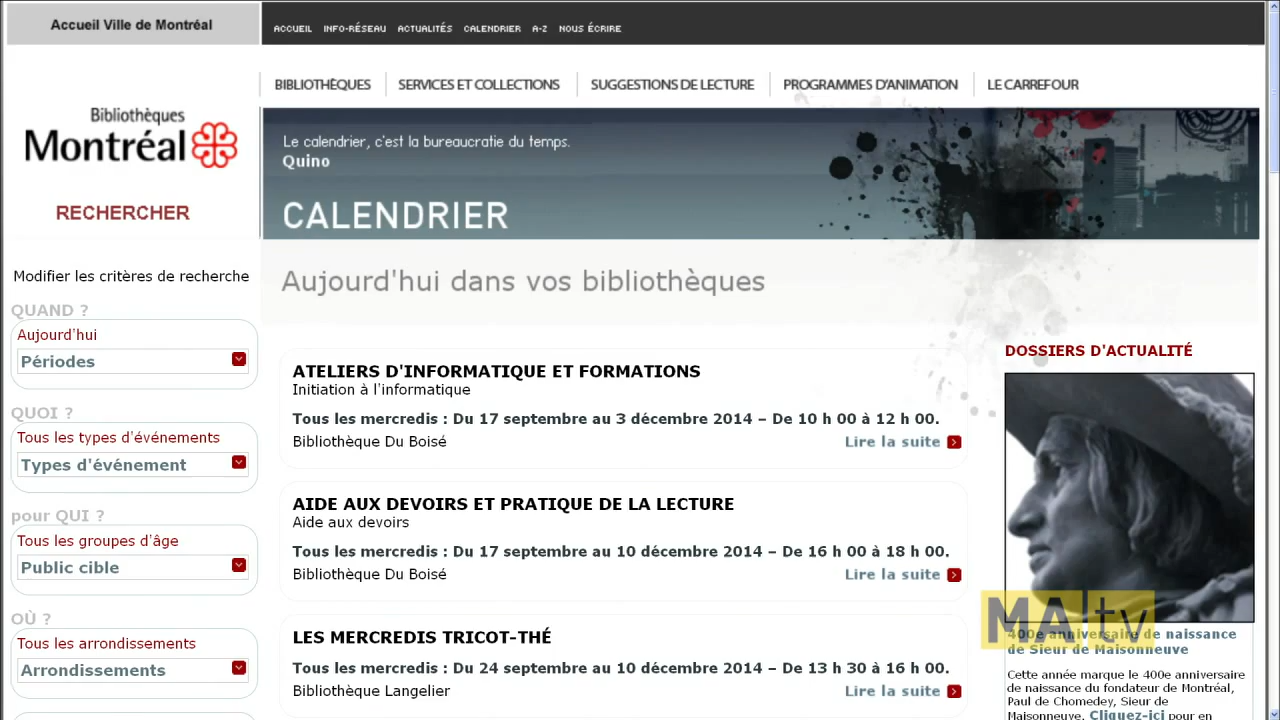 Accueil Ville de Montréal
ACCUEIL INFO-RÉSEAU ACTUALITÉS CALENDRIER A-Z NOUS ÉCRIRE
BIBLIOTHÈQUES SERVICES ET COLLECTIONS SUGGESTIONS DE LECTURE PROGRAMMES D'ANIMATION LE CARREFOUR
Bibliothèques
Montréal
Le calendrier, c'est la bureaucratie du temps.
Quino
CALENDRIER
RECHERCHER
Modifier les critères de recherche
QUAND ?
Aujourd'hui
Périodes
QUOI ?
Tous les types d'événements
Types d'événement
pour QUI ?
Tous les groupes d'âge
Public cible
OÙ ?
Tous les arrondissements
Arrondissements
Aujourd'hui dans vos bibliothèques
ATELIERS D'INFORMATIQUE ET FORMATIONS
Initiation à l'informatique
Tous les mercredis : Du 17 septembre au 3 décembre 2014 – De 10 h 00 à 12 h 00.
Bibliothèque Du Boisé Lire la suite
AIDE AUX DEVOIRS ET PRATIQUE DE LA LECTURE
Aide aux devoirs
Tous les mercredis : Du 17 septembre au 10 décembre 2014 – De 16 h 00 à 18 h 00.
Bibliothèque Du Boisé Lire la suite
LES MERCREDIS TRICOT-THÉ
Tous les mercredis : Du 24 septembre au 10 décembre 2014 – De 13 h 30 à 16 h 00.
Bibliothèque Langelier Lire la suite
DOSSIERS D'ACTUALITÉ
MAtv
400e anniversaire de naissance
de Sieur de Maisonneuve
Cette année marque le 400e anniversaire
de naissance du fondateur de Montréal,
Paul de Chomedey, Sieur de
Maisonneuve. Cliquez-ici pour en